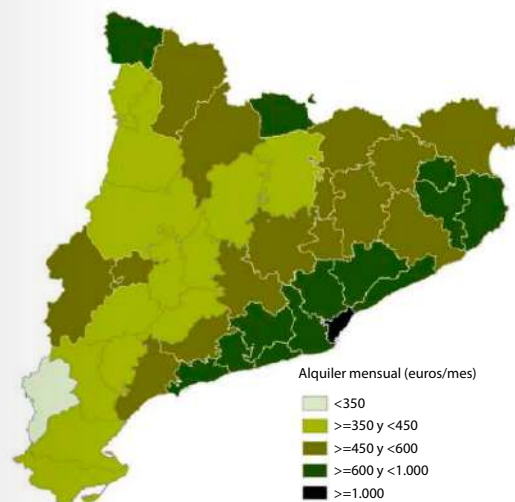 Alquiler mensual (euros/mes)
<350
>=350 y <450
>=450 y <600
>=600 y <1.000
>=1.000